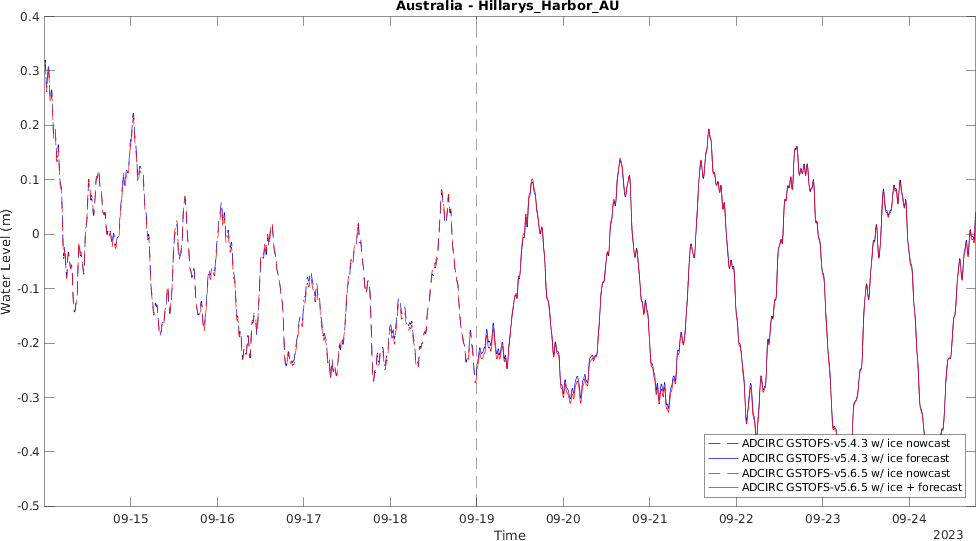 Australia - Hillarys_Harbor_AU
0.4
0.3
0.2
0.1
0
-0.1
-0.2
-0.3
-0.4
-0.5
Water Level (m)
ADCIRC GSTOFS-v5.4.3 w/ ice nowcast
ADCIRC GSTOFS-v5.4.3 w/ ice forecast
ADCIRC GSTOFS-v5.6.5 w/ ice nowcast
ADCIRC GSTOFS-v5.6.5 w/ ice + forecast
09-15 09-16 09-17 09-18 09-19 09-20 09-21 09-22 09-23 09-24
Time
2023